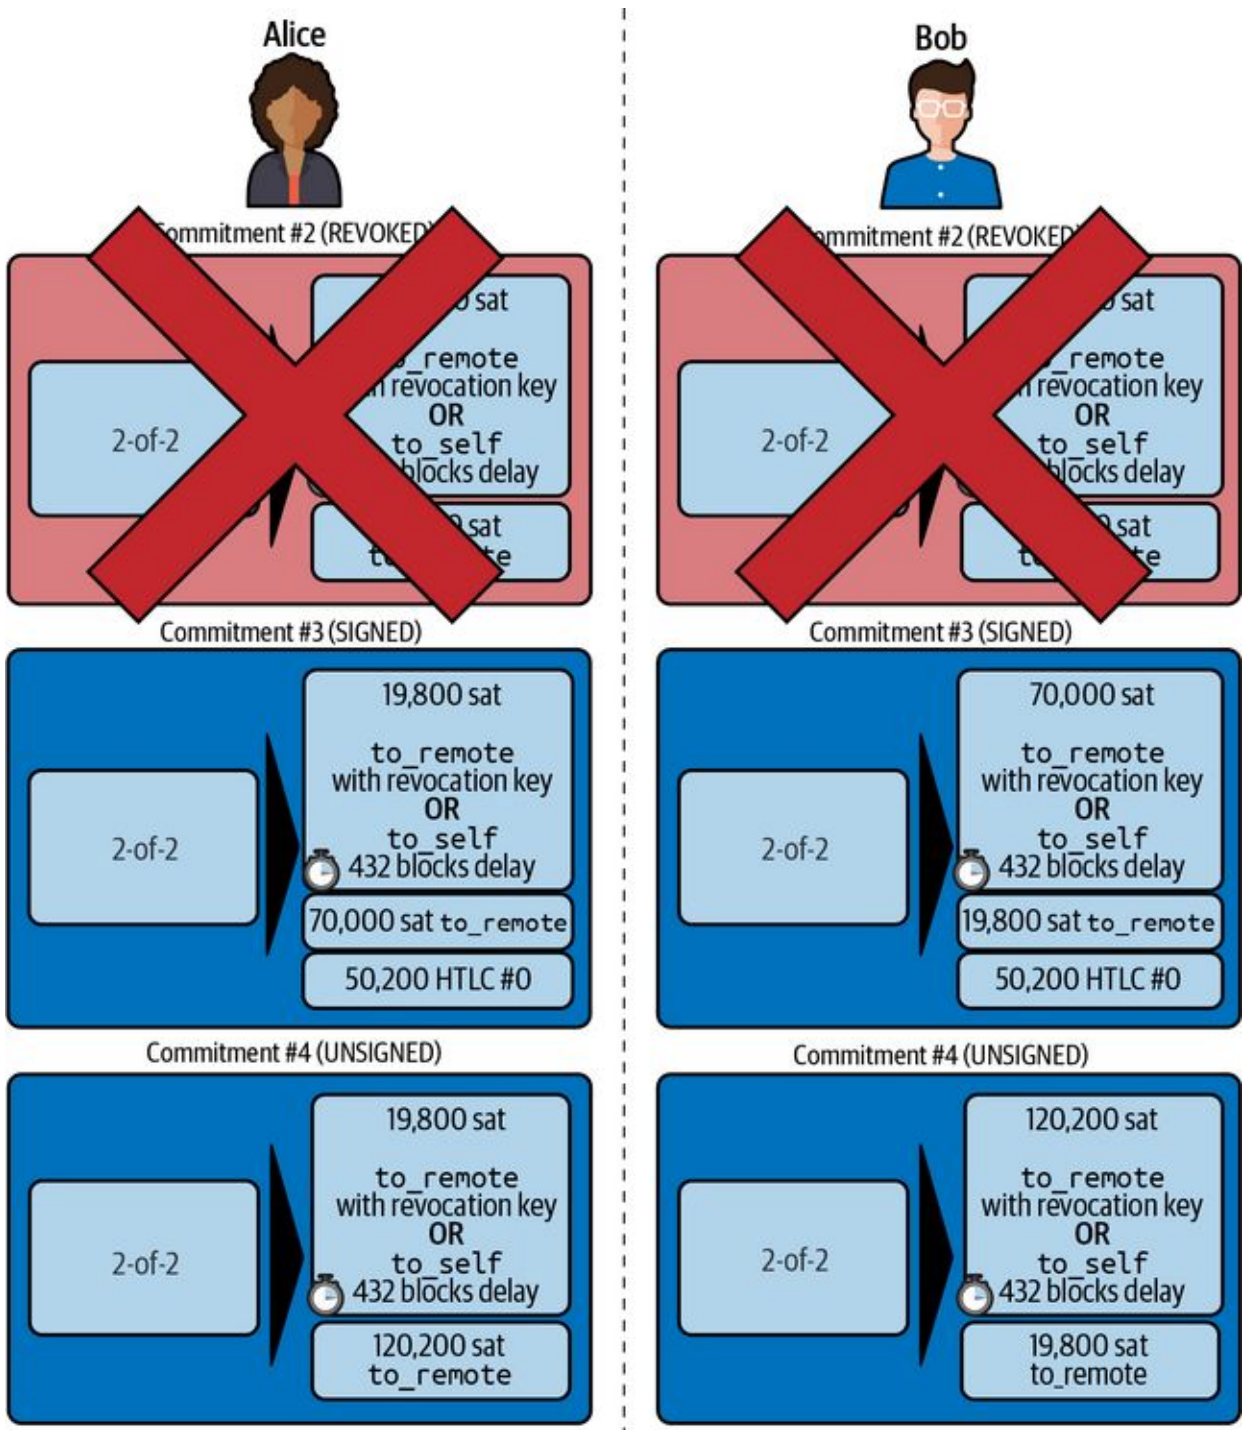 Alice
Commitment #2 (REVOKED)
2-of-2
sat
revocation key
OR
to_self
blocks delay
sat
Commitment #3 (SIGNED)
2-of-2
19,800 sat
to_remote
with revocation key
OR
to_self
432 blocks delay
70,000 sat to_remote
50,200 HTLC #0
Commitment #4 (UNSIGNED)
2-of-2
19,800 sat
to_remote
with revocation key
OR
to_self
432 blocks delay
120,200 sat
to_remote
Bob
Commitment #2 (REVOKED)
2-of-2
sat
revocation key
OR
to_self
blocks delay
sat
Commitment #3 (SIGNED)
2-of-2
70,000 sat
to_remote
with revocation key
OR
to_self
432 blocks delay
19,800 sat to_remote
50,200 HTLC #0
Commitment #4 (UNSIGNED)
2-of-2
120,200 sat
to_remote
with revocation key
OR
to_self
432 blocks delay
19,800 sat
to_remote